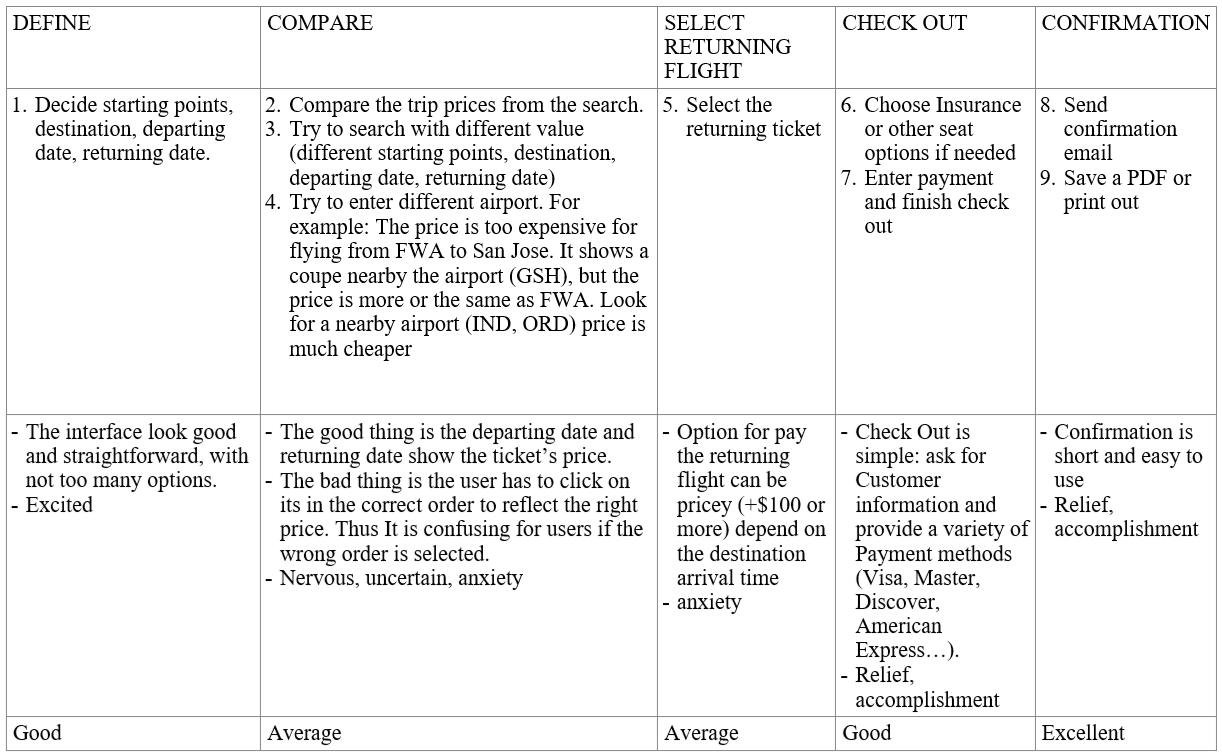 DEFINE
COMPARE
SELECT
RETURNING
FLIGHT
CHECK OUT
CONFIRMATION
1. Decide starting points,
destination, departing
date, returning date.
2. Compare the trip prices from the search.
3. Try to search with different value
(different starting points, destination,
departing date, returning date)
4. Try to enter different airport. For
example: The price is too expensive for
flying from FWA to San Jose. It shows a
coupe nearby the airport (GSH), but the
price is more or the same as FWA. Look
for a nearby airport (IND, ORD) price is
much cheaper
5. Select the
returning ticket
6. Choose Insurance
or other seat
options if needed
7. Enter payment
and finish check
out
8. Send
confirmation
email
9. Save a PDF or
print out
- The interface look good
and straightforward, with
not too many options.
- Excited
- The good thing is the departing date and
returning date show the ticket’s price.
- The bad thing is the user has to click on
its in the correct order to reflect the right
price. Thus It is confusing for users if the
wrong order is selected.
- Nervous, uncertain, anxiety
- Option for pay
the returning
flight can be
pricey (+$100 or
more) depend on
the destination
arrival time
- anxiety
- Check Out is
simple: ask for
Customer
information and
provide a variety of
Payment methods
(Visa, Master,
Discover,
American
Express…).
- Relief,
accomplishment
- Confirmation is
short and easy to
use
- Relief,
accomplishment
Good
Average
Average
Good
Excellent